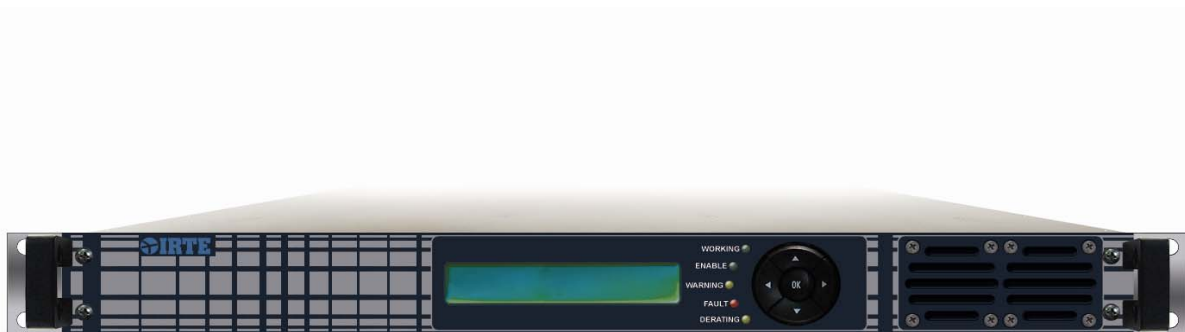 IRTE
WORKING
ENABLE
WARNING
OK
FAULT
DERATING